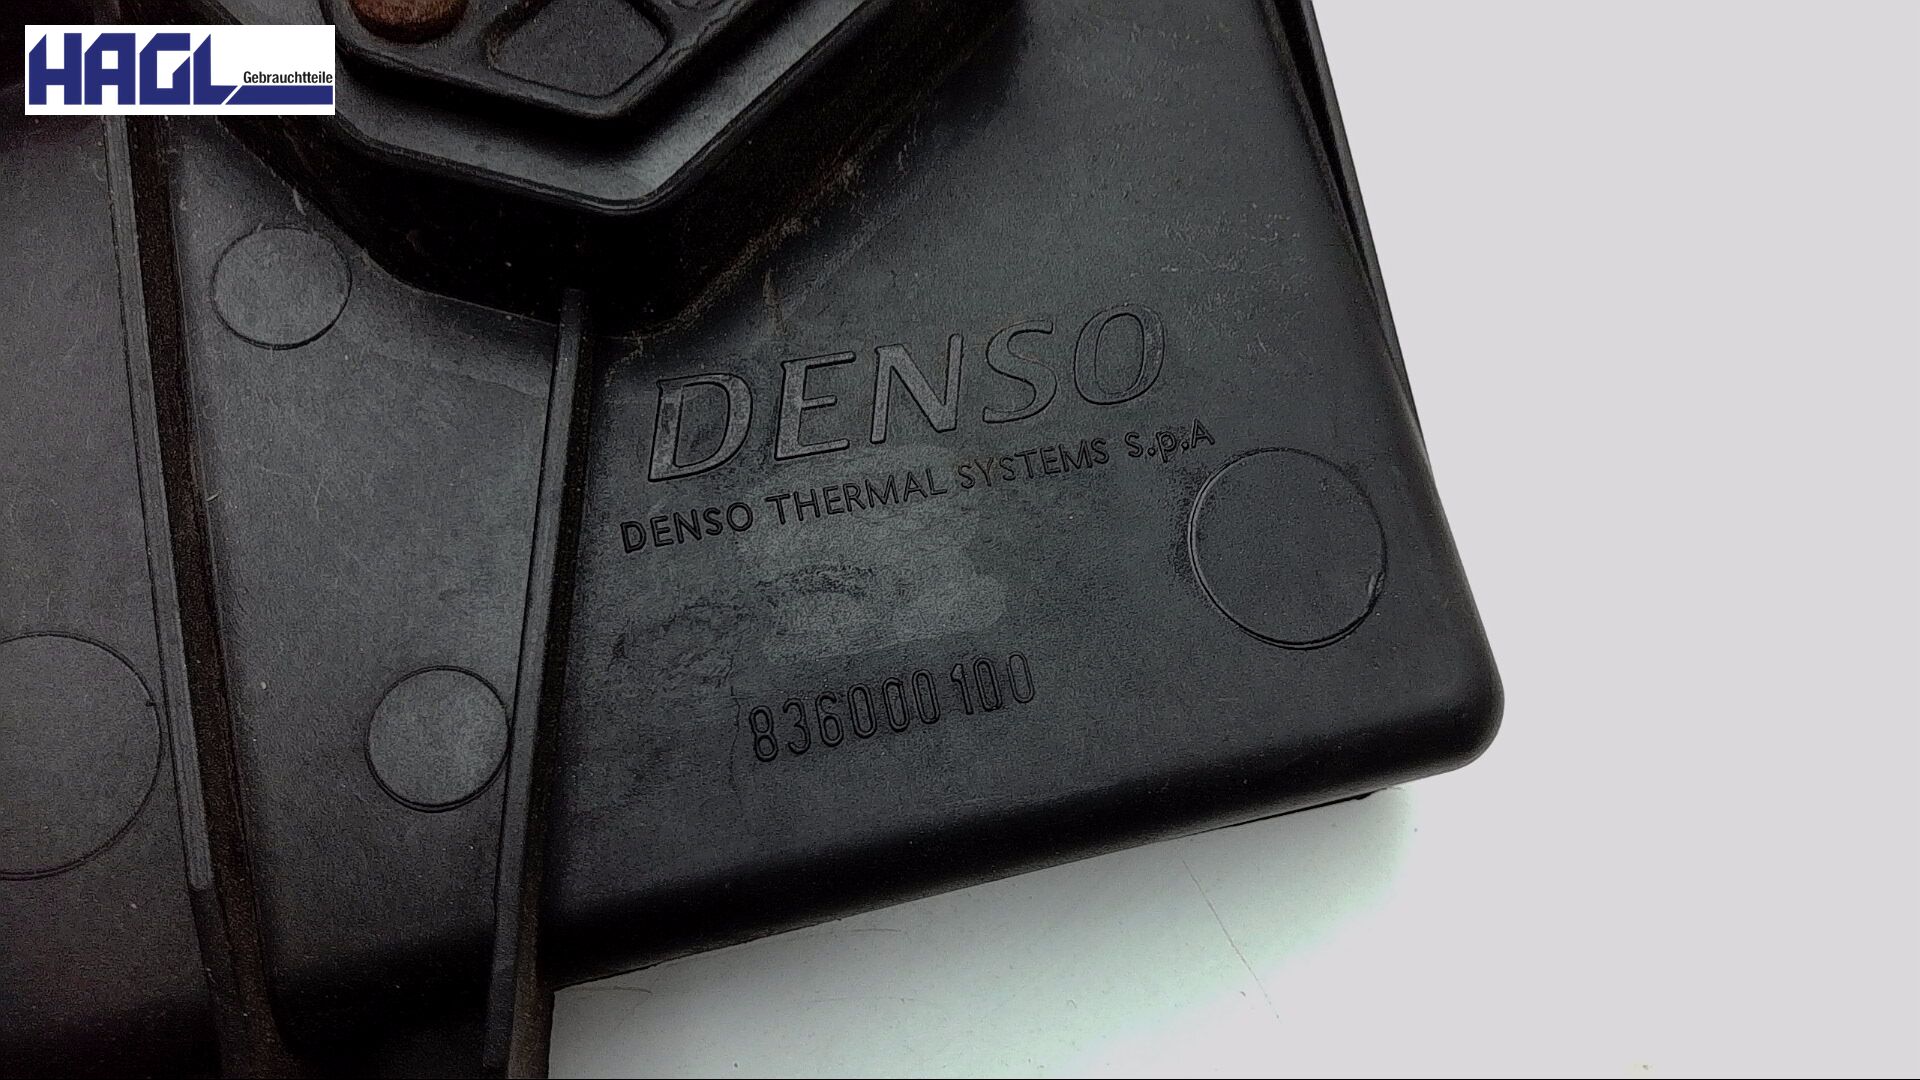 HAGL Gebrauchtteile
DENSO
DENSO THERMAL SYSTEMS S.p.A
836000100